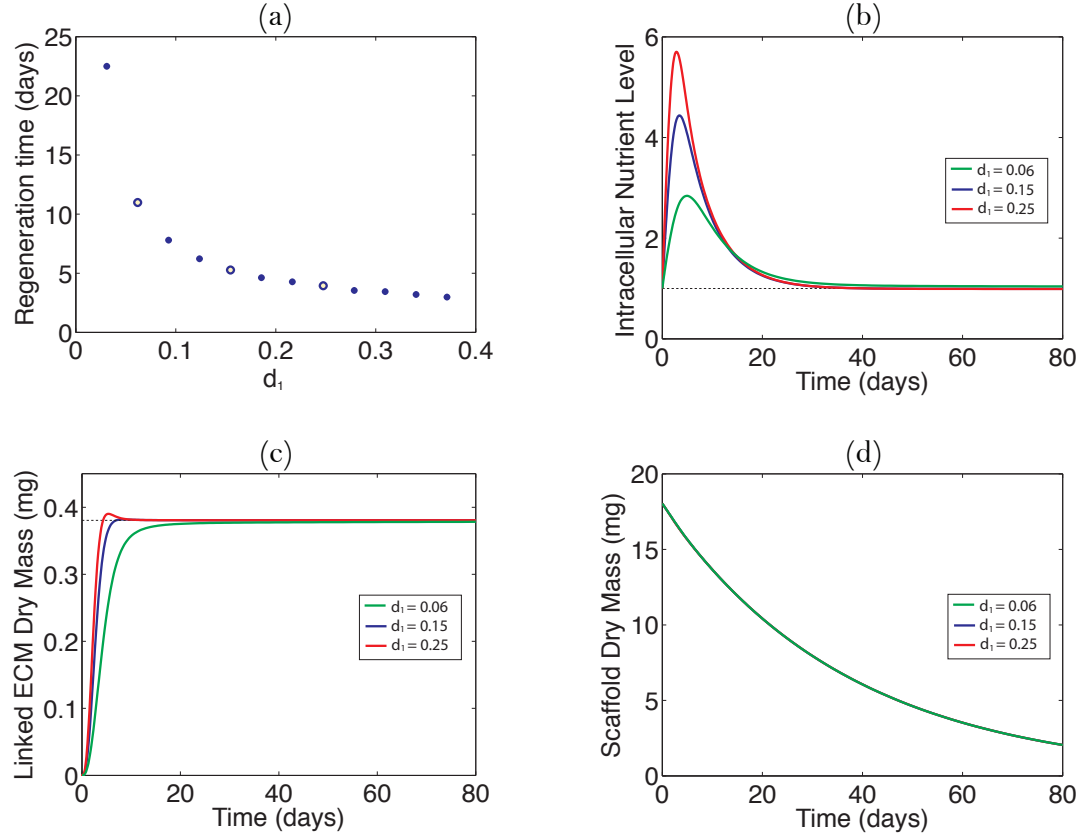 (a)
25
20
15
10
5
0
Regeneration time (days)
0 0.1 0.2 0.3 0.4
d₁
(b)
6
4
2
0
Intracellular Nutrient Level
d₁ = 0.06
d₁ = 0.15
d₁ = 0.25
0 20 40 60 80
Time (days)
(c)
0.4
0.3
0.2
0.1
0
Linked ECM Dry Mass (mg)
d₁ = 0.06
d₁ = 0.15
d₁ = 0.25
0 20 40 60 80
Time (days)
(d)
20
15
10
5
0
Scaffold Dry Mass (mg)
d₁ = 0.06
d₁ = 0.15
d₁ = 0.25
0 20 40 60 80
Time (days)